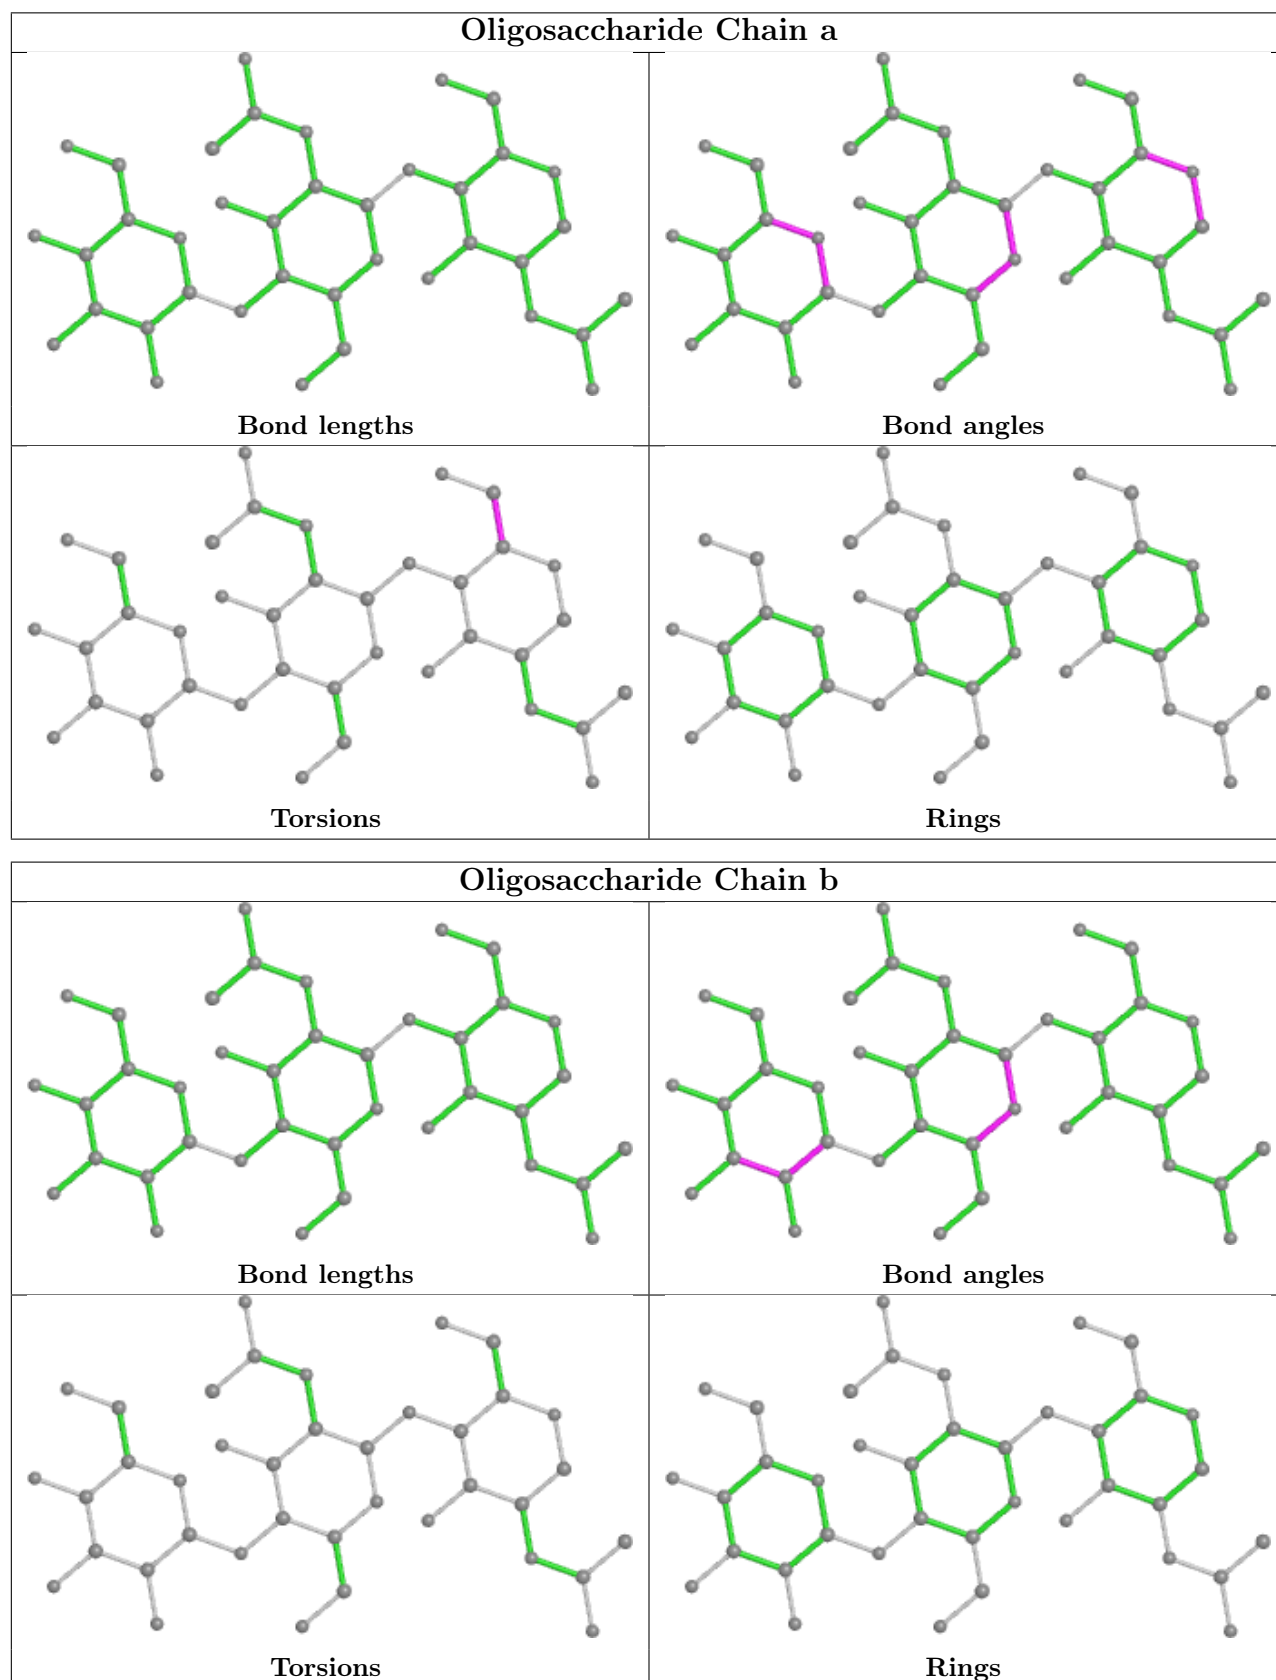 Oligosaccharide Chain a
Bond lengths
Bond angles
Torsions
Rings
Oligosaccharide Chain b
Bond lengths
Bond angles
Torsions
Rings